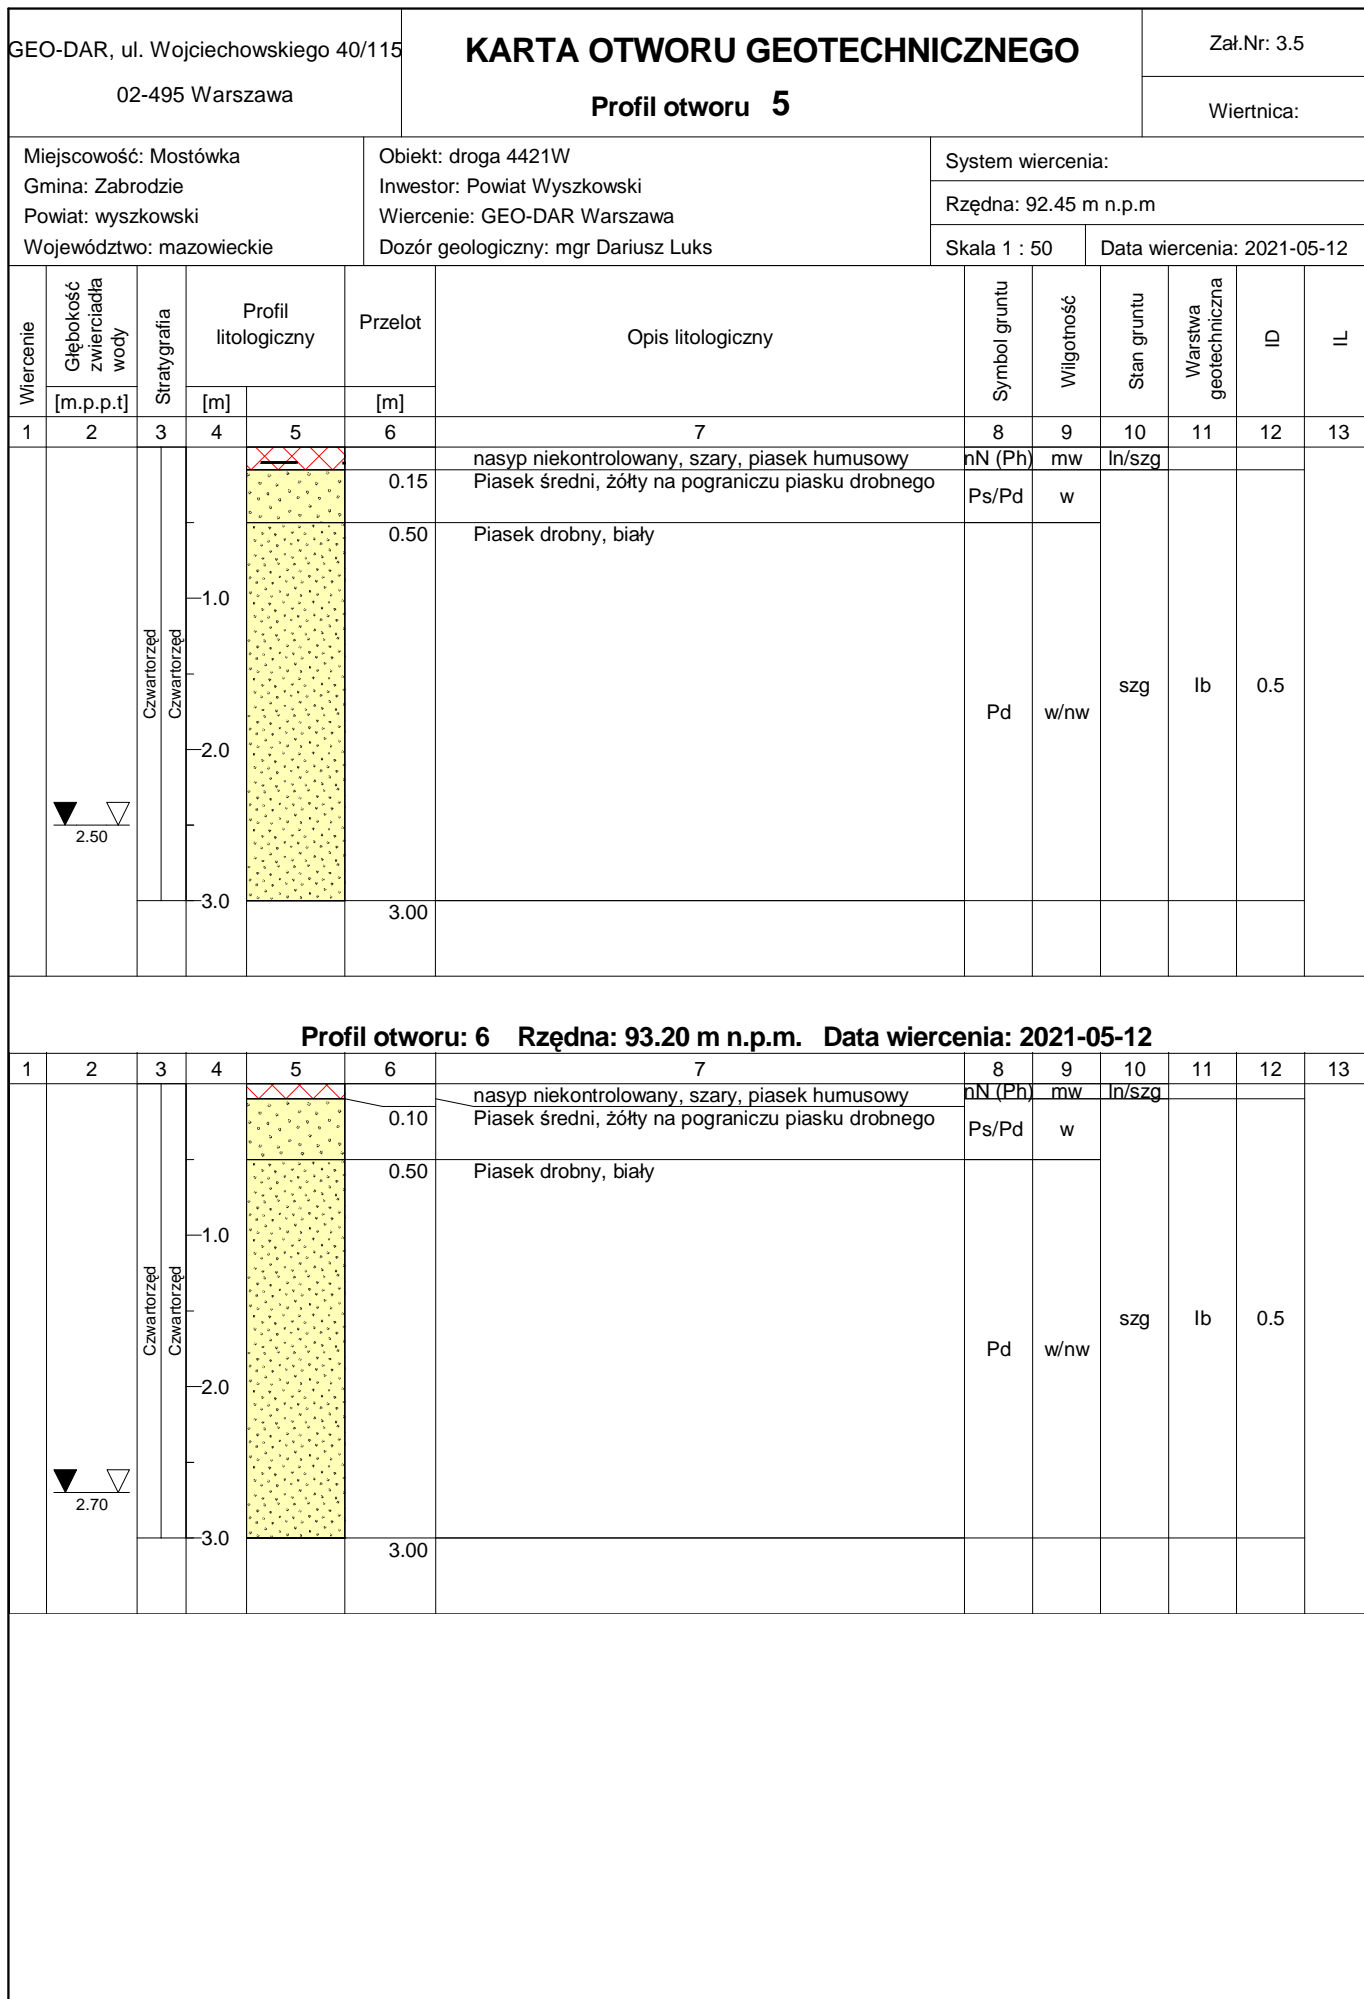 GEO-DAR, ul. Wojciechowskiego 40/115
02-495 Warszawa
KARTA OTWORU GEOTECHNICZNEGO
Profil otworu 5
Zał.Nr: 3.5
Wiertnica:
Miejscowość: Mostówka
Gmina: Zabrodzie
Powiat: wyszkowski
Województwo: mazowieckie
Obiekt: droga 4421W
Inwestor: Powiat Wyszkowski
Wiercenie: GEO-DAR Warszawa
Dozór geologiczny: mgr Dariusz Luks
System wiercenia:
Rzędna: 92.45 m n.p.m
Skala 1 : 50
Data wiercenia: 2021-05-12
Wiercenie
Głębokość
zwierciadła
wody
[m.p.p.t]
Stratygrafia
Profil
litologiczny
[m]
Przelot
[m]
Opis litologiczny
Symbol gruntu
Wilgotność
Stan gruntu
Warstwa
geotechniczna
ID
IL
1 2 3 4 5 6 7 8 9 10 11 12 13
nasyp niekontrolowany, szary, piasek humusowy nN (Ph) mw ln/szg
0.15 Piasek średni, żółty na pograniczu piasku drobnego Ps/Pd w
0.50 Piasek drobny, biały
1.0
Czwartorzęd
Czwartorzęd
szg Ib 0.5
Pd w/nw
2.0
2.50
3.0
3.00
Profil otworu: 6 Rzędna: 93.20 m n.p.m. Data wiercenia: 2021-05-12
1 2 3 4 5 6 7 8 9 10 11 12 13
nasyp niekontrolowany, szary, piasek humusowy nN (Ph) mw ln/szg
0.10 Piasek średni, żółty na pograniczu piasku drobnego Ps/Pd w
0.50 Piasek drobny, biały
1.0
Czwartorzęd
Czwartorzęd
szg Ib 0.5
Pd w/nw
2.0
2.70
3.0
3.00